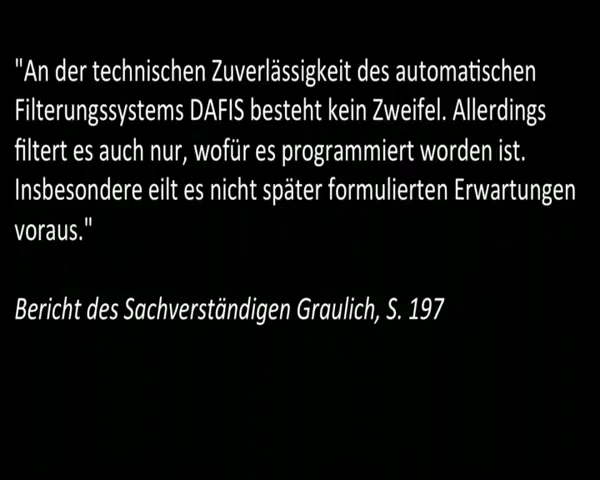 "An der technischen Zuverlässigkeit des automatischen
Filterungssystems DAFIS besteht kein Zweifel. Allerdings
filtert es auch nur, wofür es programmiert worden ist.
Insbesondere eilt es nicht später formulierten Erwartungen
voraus."
Bericht des Sachverständigen Graulich, S. 197